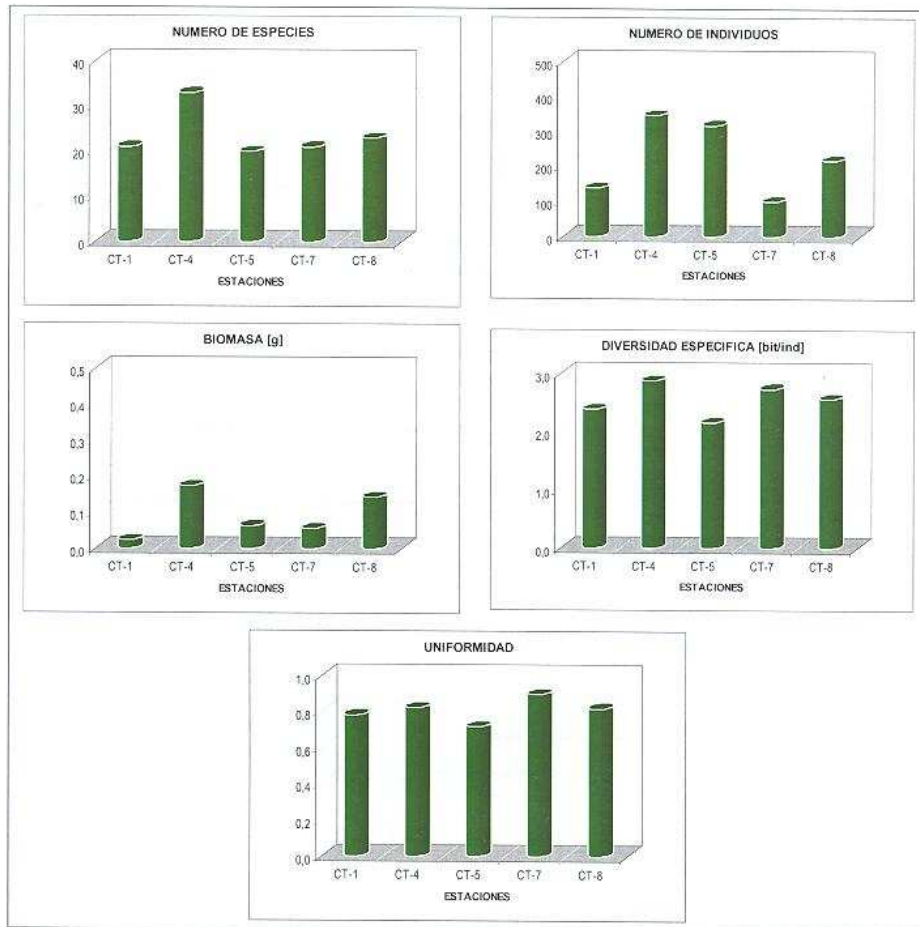 NUMERO DE ESPECIES
40
30
20
10
0
CT-1 CT-4 CT-5 CT-7 CT-8
ESTACIONES
NUMERO DE INDIVIDUOS
500
400
300
200
100
0
CT-1 CT-4 CT-5 CT-7 CT-8
ESTACIONES
BIOMASA [g]
0,5
0,4
0,3
0,2
0,1
0,0
CT-1 CT-4 CT-5 CT-7 CT-8
ESTACIONES
DIVERSIDAD ESPECIFICA [bit/ind]
3,0
2,0
1,0
0,0
CT-1 CT-4 CT-5 CT-7 CT-8
ESTACIONES
UNIFORMIDAD
1,0
0,8
0,6
0,4
0,2
0,0
CT-1 CT-4 CT-5 CT-7 CT-8
ESTACIONES